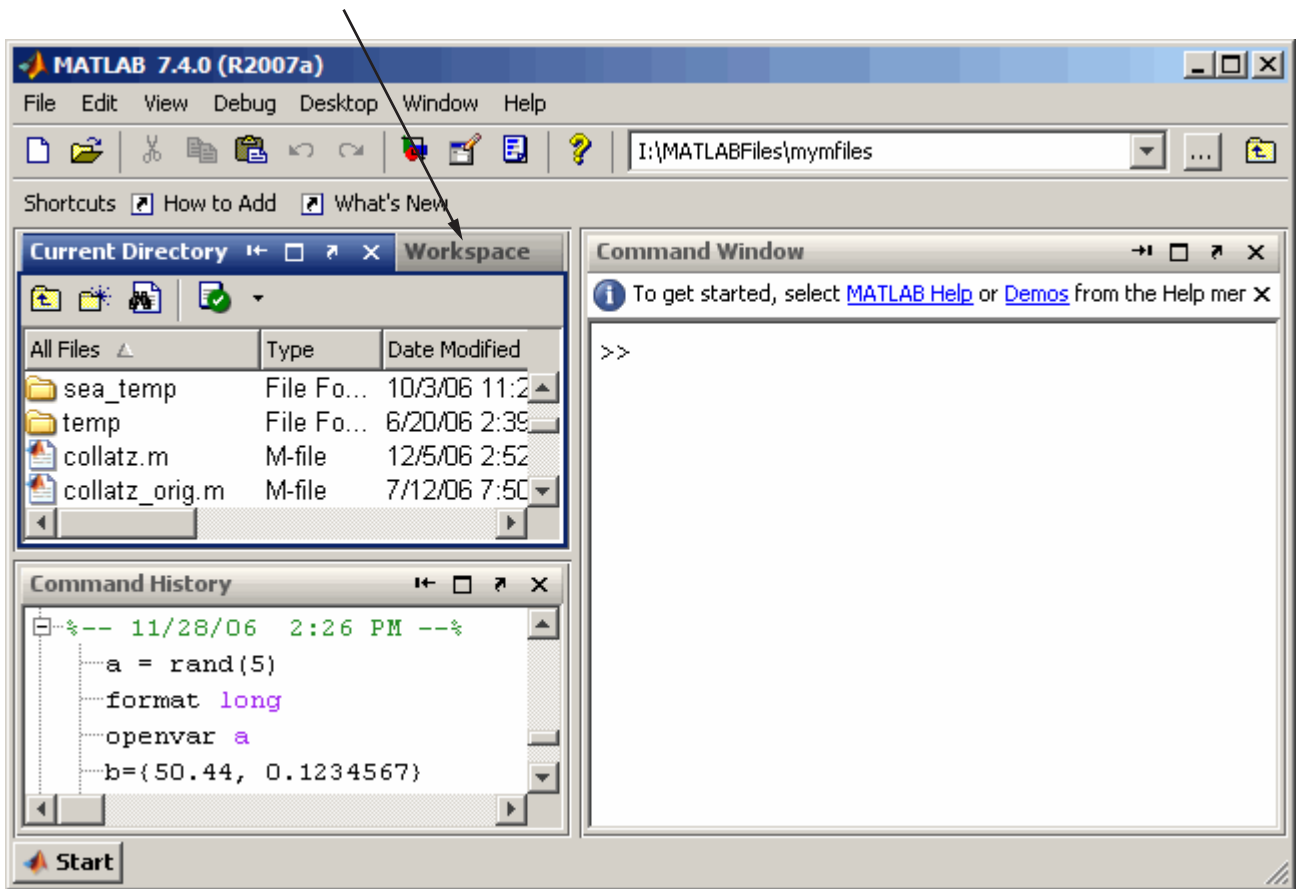 MATLAB 7.4.0 (R2007a)
File Edit View Debug Desktop Window Help
I:\MATLABFiles\mymfiles ...
Shortcuts How to Add What's New
Current Directory Workspace
All Files Type Date Modified
sea_temp File Fo... 10/3/06 11:2
temp File Fo... 6/20/06 2:39
collatz.m M-file 12/5/06 2:52
collatz_orig.m M-file 7/12/06 7:50
Command History
%-- 11/28/06 2:26 PM --%
a = rand(5)
format long
openvar a
b={50.44, 0.1234567}
Command Window
To get started, select MATLAB Help or Demos from the Help mer
>>
Start